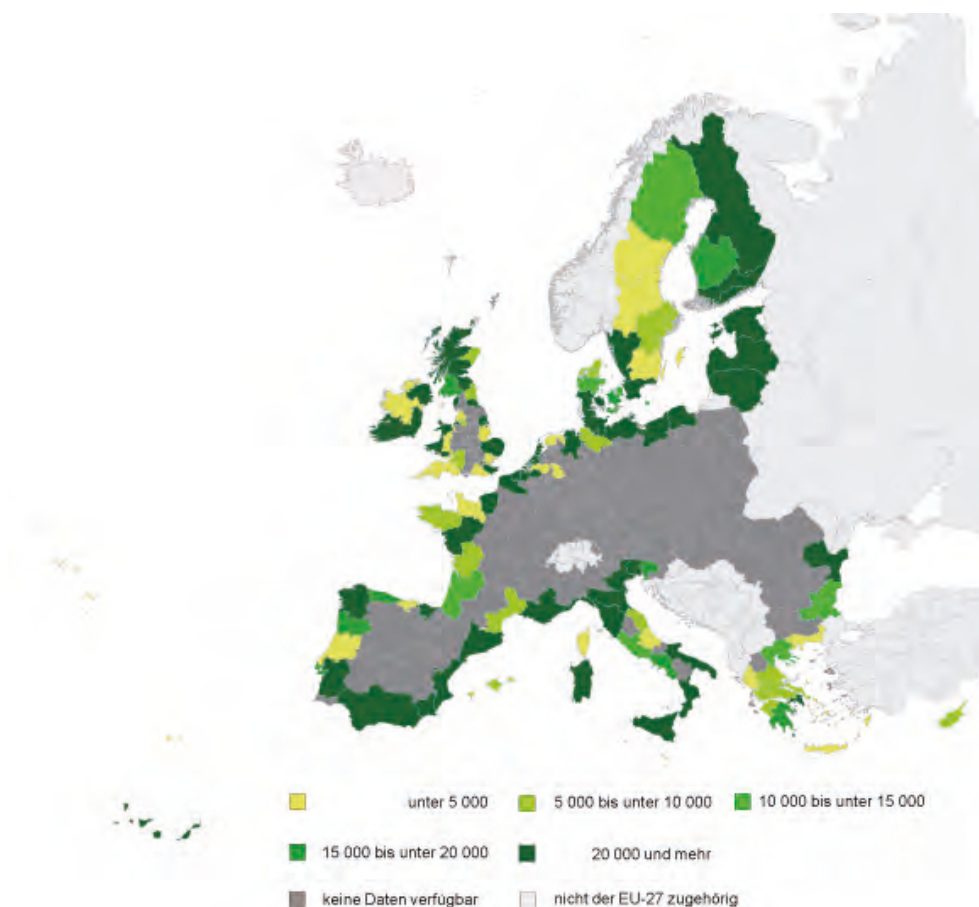 unter 5 000 5 000 bis unter 10 000 10 000 bis unter 15 000
15 000 bis unter 20 000 20 000 und mehr
keine Daten verfügbar nicht der EU-27 zugehörig